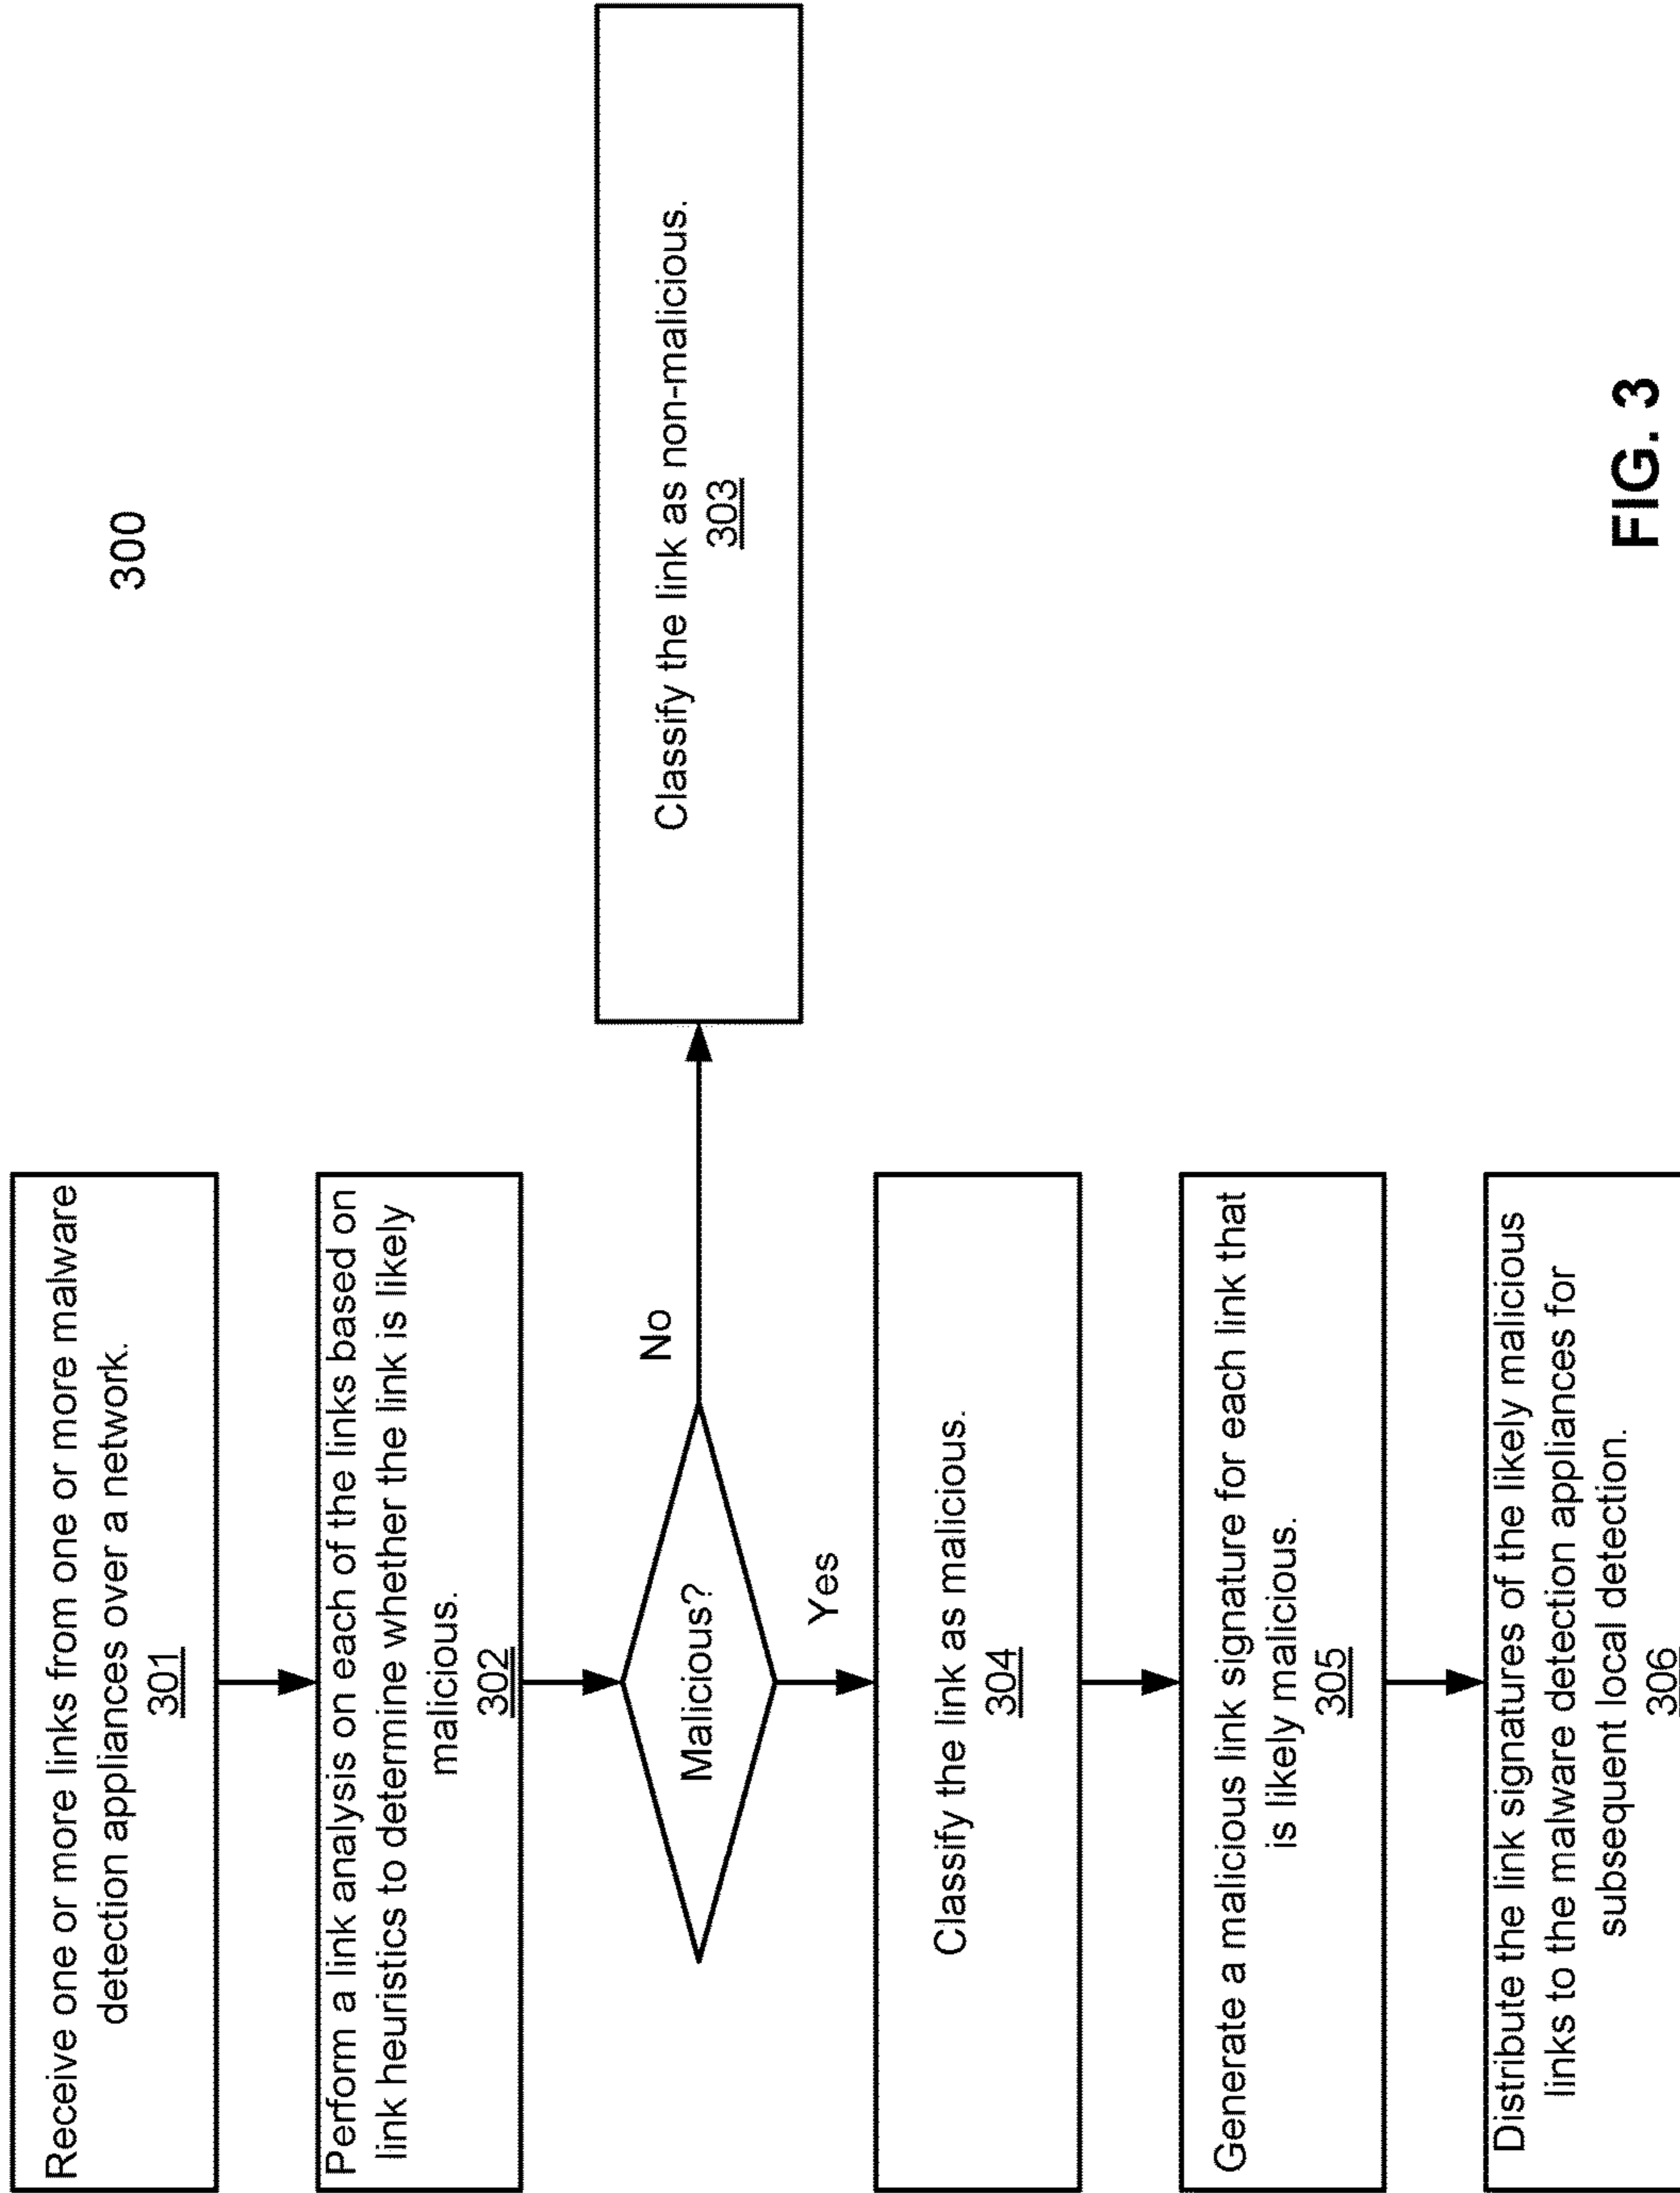 300
Receive one or more links from one or more malware
detection appliances over a network.
301
Perform a link analysis on each of the links based on
link heuristics to determine whether the link is likely
malicious.
302
Malicious?
No
Classify the link as non-malicious.
303
Yes
Classify the link as malicious.
304
Generate a malicious link signature for each link that
is likely malicious.
305
Distribute the link signatures of the likely malicious
links to the malware detection appliances for
subsequent local detection.
306
FIG. 3